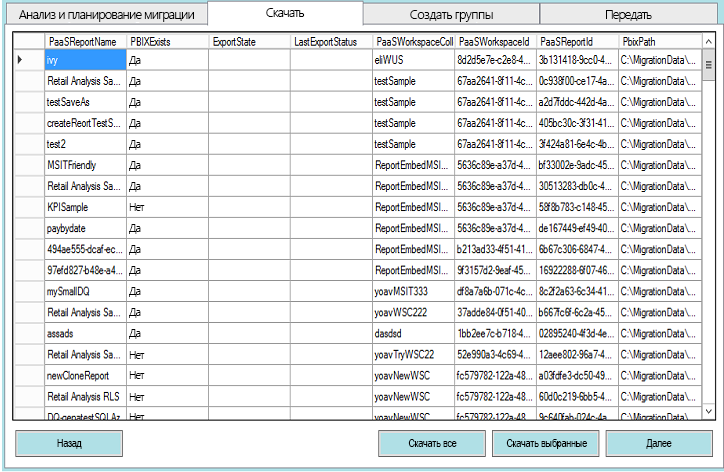 Анализ и планирование миграции Скачать Создать группы Передать
PaaSReportName PBIXExists ExportState LastExportStatus PaaSWorkspaceColl PaaSWorkspaceId PaaSReportId PbixPath
ivy Да eliWUS 8d2d5e7e-c2e8-4... 3b131418-9cc0-4... C:\MigrationData\...
Retail Analysis Sa... Да testSample 67aa2641-8f11-4c... 0c938f00-ce17-4a... C:\MigrationData\...
testSaveAs Да testSample 67aa2641-8f11-4c... a2d7fddc-442d-4a... C:\MigrationData\...
createReortTestS... Да testSample 67aa2641-8f11-4c... 405bc30c-3f31-41... C:\MigrationData\...
test2 Да testSample 67aa2641-8f11-4c... 3f424a81-6e4c-4b... C:\MigrationData\...
MSITFriendly Да ReportEmbedMSI... 5636c89e-a37d-4... bf33002e-9adc-45... C:\MigrationData\...
Retail Analysis Sa... Да ReportEmbedMSI... 5636c89e-a37d-4... 30513283-db0c-4... C:\MigrationData\...
KPISample Нет ReportEmbedMSI... 5636c89e-a37d-4... 58f8b783-c148-45... C:\MigrationData\...
paybydate Да ReportEmbedMSI... 5636c89e-a37d-4... de167449-ef49-40... C:\MigrationData\...
494ae555-dcaf-ec... Да ReportEmbedMSI... b213ad33-4f51-41... 6b67c306-6847-4... C:\MigrationData\...
97efd827-b48e-a4... Да ReportEmbedMSI... 9f3157d2-9eaf-45... 16922288-6f07-46... C:\MigrationData\...
mySmallDQ Да yoavMSIT333 df8a7a6b-071c-4c... 8c2f2a63-6c34-41... C:\MigrationData\...
Retail Analysis Sa... Да yoavWSC222 37adde84-0f51-40... b667fc6f-6c2a-45... C:\MigrationData\...
assads Да dasdsd 1bb2ee7c-b718-4... 02895240-4f3d-4e... C:\MigrationData\...
Retail Analysis Sa... Нет yoavTryWSC22 52e990a3-4c69-4... 12aee802-96a7-4... C:\MigrationData\...
newCloneReport Нет yoavNewWSC fc579782-122a-48... a03fdfe3-dc50-49... C:\MigrationData\...
Retail Analysis RLS Нет yoavNewWSC fc579782-122a-48... 60d0c219-6bb5-4... C:\MigrationData\...
DQ-genatestSQLAz Нет yoavNewWSC fc579782-122a-48... 9c640fab-024c-4a... C:\MigrationData\...
Назад Скачать все Скачать выбранные Далее